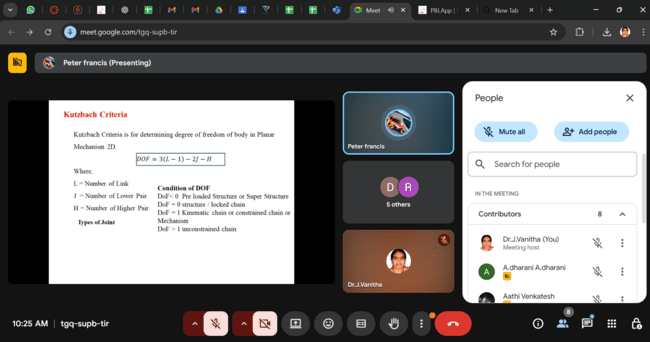 Meet
PBLApp |
New Tab
meet.google.com/tgq-supb-tir
Peter francis (Presenting)
Kutzbach Criteria
Kutzbach Criteria is for determining degree of freedom of body in Planar
Mechanism 2D.
DOF = 3(L − 1) − 2J − H
Where,
L = Number of Link
J = Number of Lower Pair
H = Number of Higher Pair
Types of Joint
Condition of DOF
DoF< 0 Pre loaded Structure or Super Structure
DoF = 0 structure / locked chain
DoF = 1 Kinematic chain or constrained chain or
Mechanism
DoF > 1 unconstrained chain
Peter francis
D
A
5 others
Dr.J.Vanitha
People
Mute all
Add people
Search for people
IN THE MEETING
Contributors
8
Dr.J.Vanitha (You)
Meeting host
A
A.dharani A.dharani
Aathi Venkatesh
10:25 AM | tgq-supb-tir
8